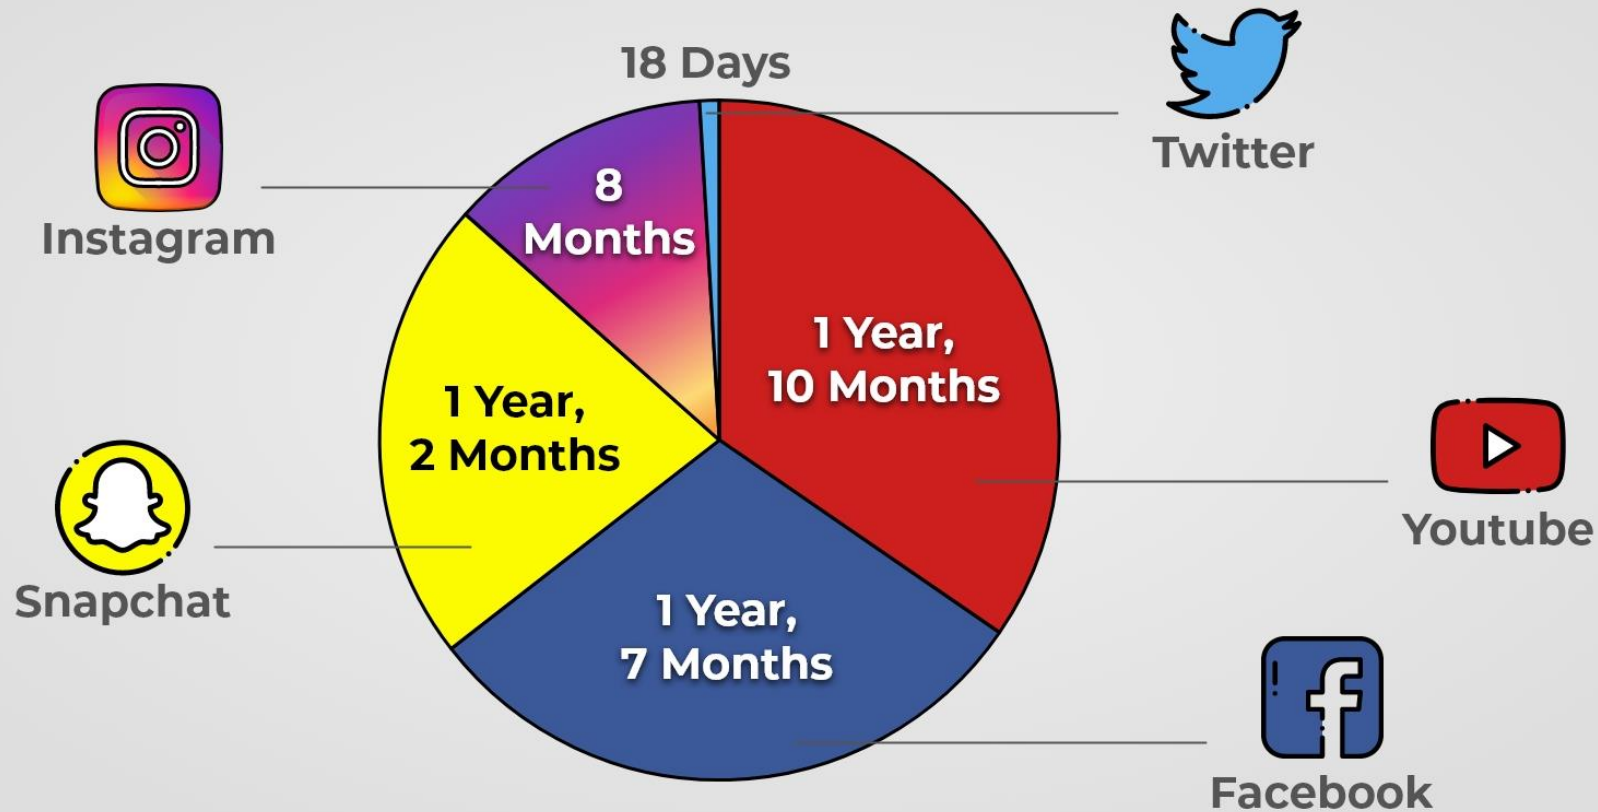 18 Days
Twitter
Instagram
8
Months
1 Year,
10 Months
1 Year,
2 Months
Youtube
Snapchat
1 Year,
7 Months
Facebook